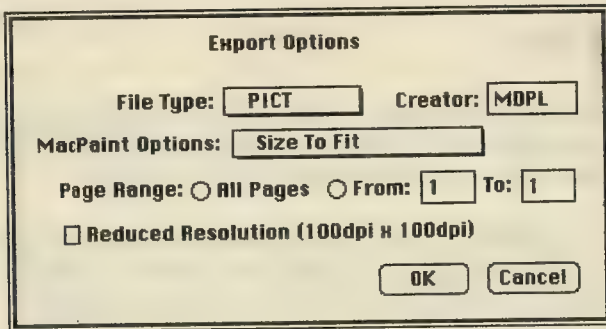 Export Options
File Type: PICT Creator: MDPL
MacPaint Options: Size To Fit
Page Range: All Pages From: 1 To: 1
Reduced Resolution (100dpi x 100dpi)
OK Cancel